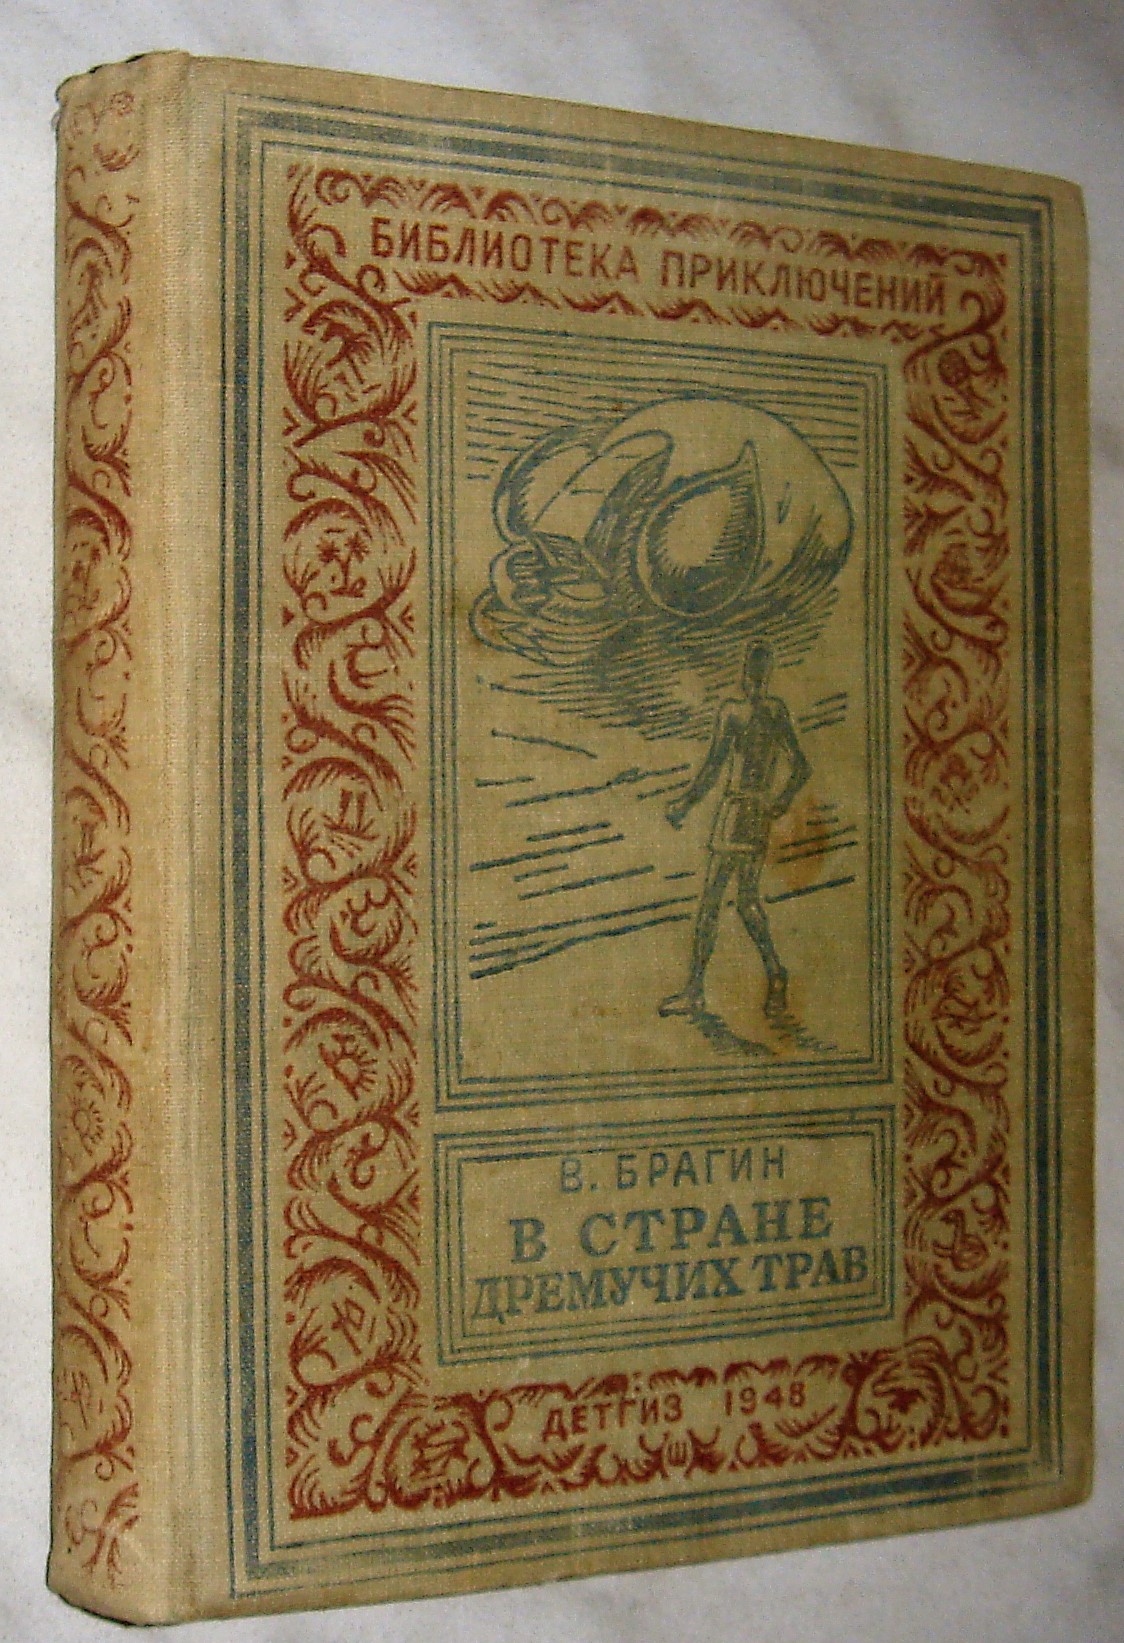 БИБЛИОТЕКА ПРИКЛЮЧЕНИЙ
В. БРАГИН
В СТРАНЕ
ДРЕМУЧИХ ТРАВ
ДЕТГИЗ 1948
Ш